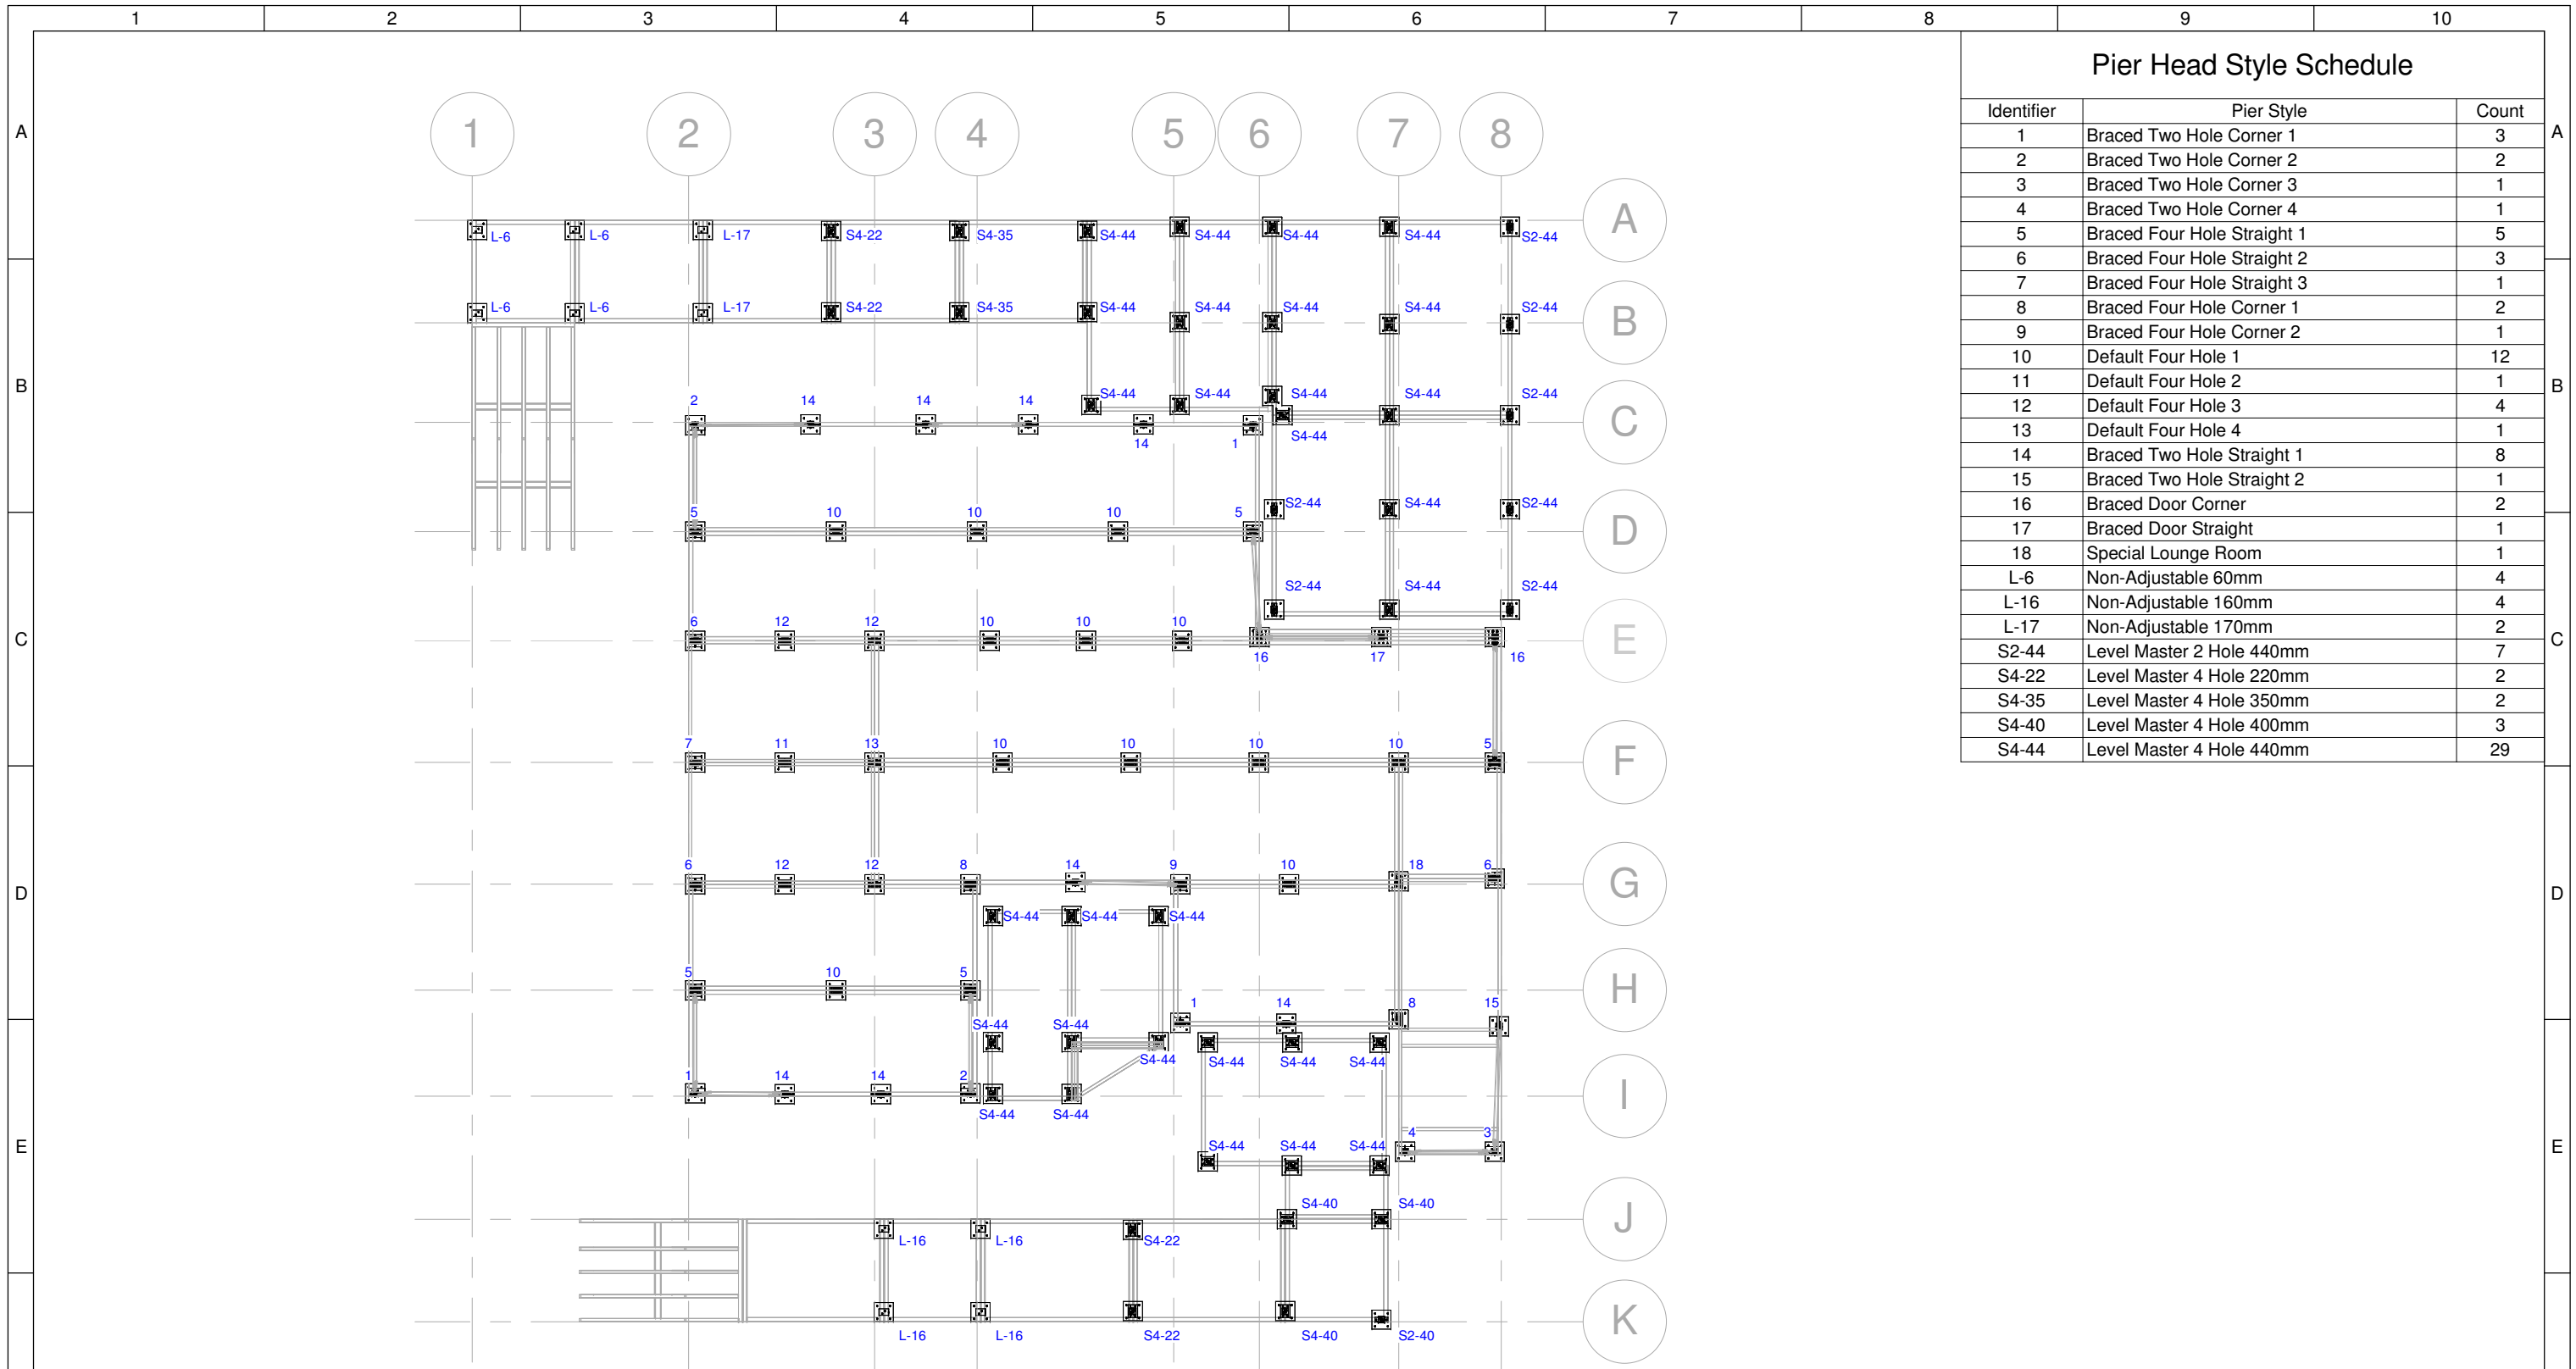 1 2 3 4 5 6 7 8 9 10
Pier Head Style Schedule
Identifier Pier Style Count
1 Braced Two Hole Corner 1 3
2 Braced Two Hole Corner 2 2
3 Braced Two Hole Corner 3 1
4 Braced Two Hole Corner 4 1
5 Braced Four Hole Straight 1 5
6 Braced Four Hole Straight 2 3
7 Braced Four Hole Straight 3 1
8 Braced Four Hole Corner 1 2
9 Braced Four Hole Corner 2 1
10 Default Four Hole 1 12
11 Default Four Hole 2 1
12 Default Four Hole 3 4
13 Default Four Hole 4 1
14 Braced Two Hole Straight 1 8
15 Braced Two Hole Straight 2 1
16 Braced Door Corner 2
17 Braced Door Straight 1
18 Special Lounge Room 1
L-6 Non-Adjustable 60mm 4
L-16 Non-Adjustable 160mm 4
L-17 Non-Adjustable 170mm 2
S2-44 Level Master 2 Hole 440mm 7
S4-22 Level Master 4 Hole 220mm 2
S4-35 Level Master 4 Hole 350mm 2
S4-40 Level Master 4 Hole 400mm 3
S4-44 Level Master 4 Hole 440mm 29
A A
B B
C C
D D
E E
1 2 3 4 5 6 7 8
A
L-6 L-6 L-17 S4-22 S4-35 S4-44 S4-44 S4-44 S4-44 S2-44
L-6 L-6 L-17 S4-22 S4-35 S4-44 S4-44 S4-44 S4-44 S2-44
B
S4-44 S4-44 S4-44 S4-44 S2-44
2 14 14 14
C
14 1 S4-44
S2-44 S4-44 S2-44
5 10 10 10 5
D
S2-44 S4-44 S2-44
6 12 12 10 10 10
E
16 17 16
7 11 13 10 10 10 10 5
F
6 12 12 8 14 9 10 18 6
G
S4-44 S4-44 S4-44
5 10 5
H
1 14 8 15
S4-44 S4-44
S4-44 S4-44 S4-44 S4-44
1 14 14 2
I
S4-44 S4-44
4 3
S4-44 S4-44 S4-44
S4-40 S4-40
J
L-16 L-16 S4-22
K
L-16 L-16 S4-22 S4-40 S2-40